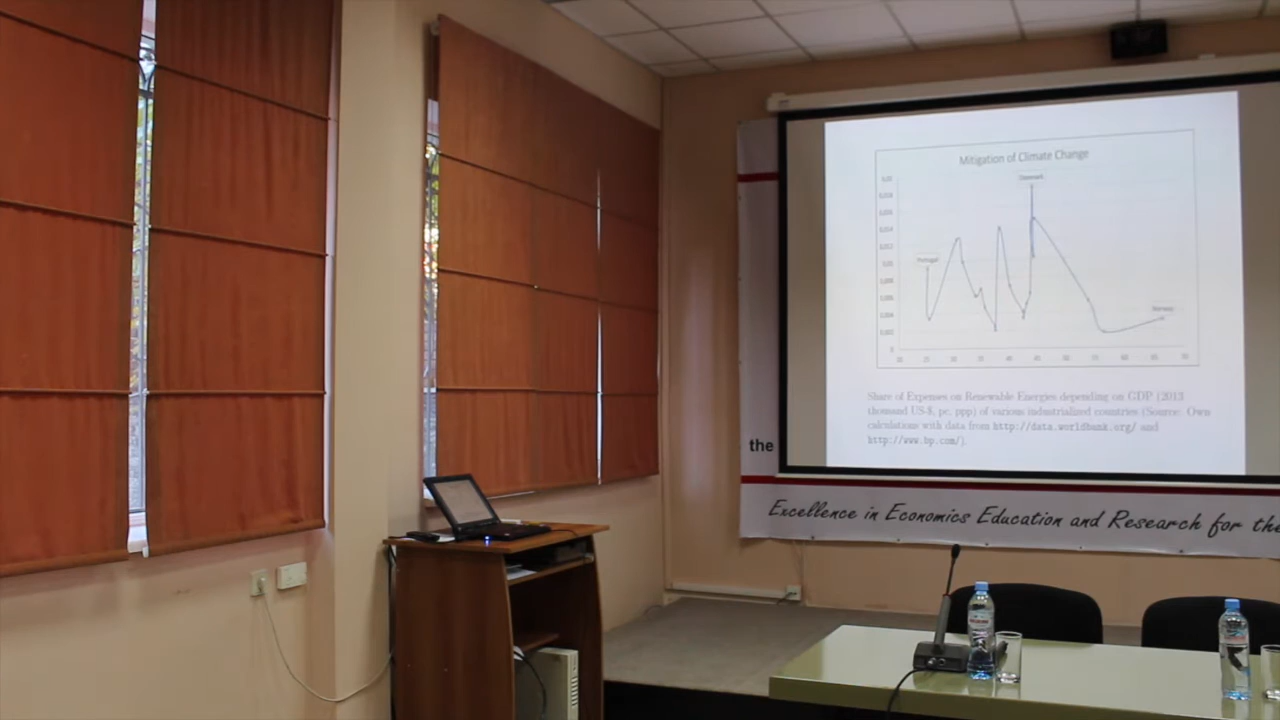 Mitigation of Climate Change
Denmark
Portugal
Norway
Share of Expenses on Renewable Energies depending on GDP (2013
thousand US-$, pc, ppp) of various industrialized countries (Source: Own
calculations with data from http://data.worldbank.org/ and
http://www.bp.com/).
the
Excellence in Economics Education and Research for the